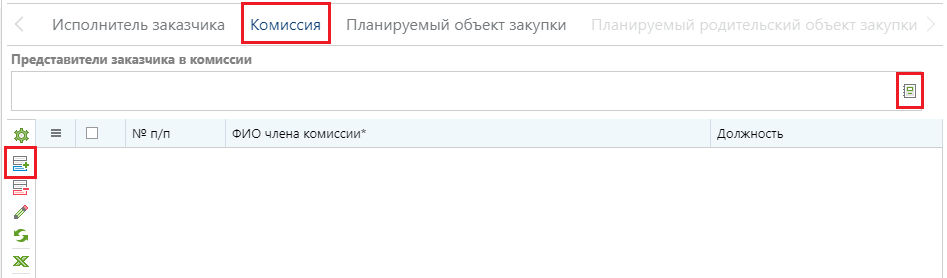 Исполнитель заказчика Комиссия Планируемый объект закупки Планируемый родительский объект закупки
Представители заказчика в комиссии
№ п/п ФИО члена комиссии* Должность